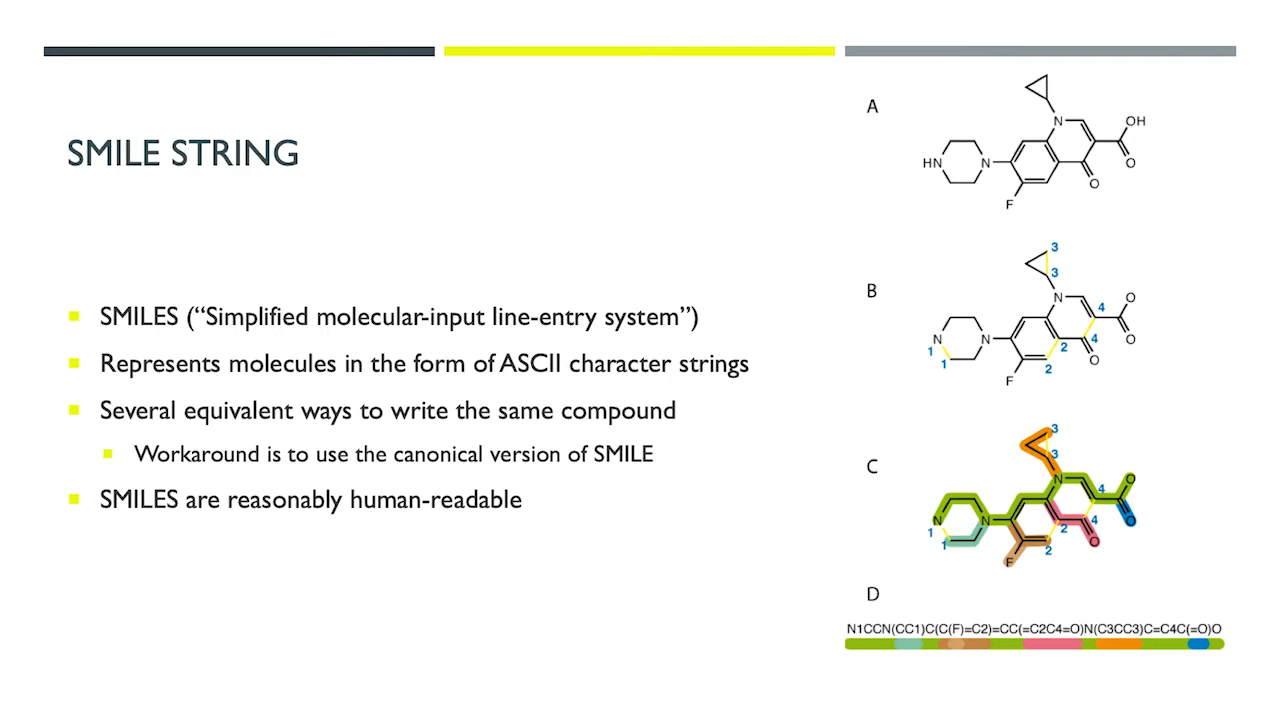 SMILE STRING
SMILES (“Simplified molecular-input line-entry system”)
Represents molecules in the form of ASCII character strings
Several equivalent ways to write the same compound
Workaround is to use the canonical version of SMILE
SMILES are reasonably human-readable
A
N
OH
HN
N
O
O
F
B
3
3
N
4
O
N
N
4
O
1
2
O
1
2
F
C
3
3
N
4
O
N
N
4
O
1
2
O
1
2
F
D
N1CCN(CC1)C(C(F)=C2)=CC(=C2C4=O)N(C3CC3)C=C4C(=O)O